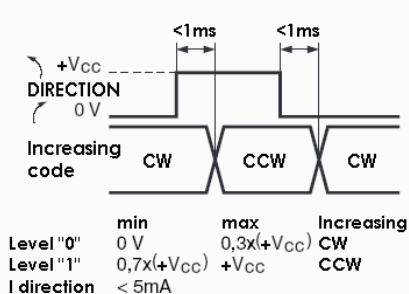 <1ms <1ms
+Vcc
DIRECTION
0 V
Increasing
code
CW CCW CW
min max Increasing
Level "0" 0 V 0,3x(+Vcc) CW
Level "1" 0,7x(+Vcc) +Vcc CCW
I direction < 5mA